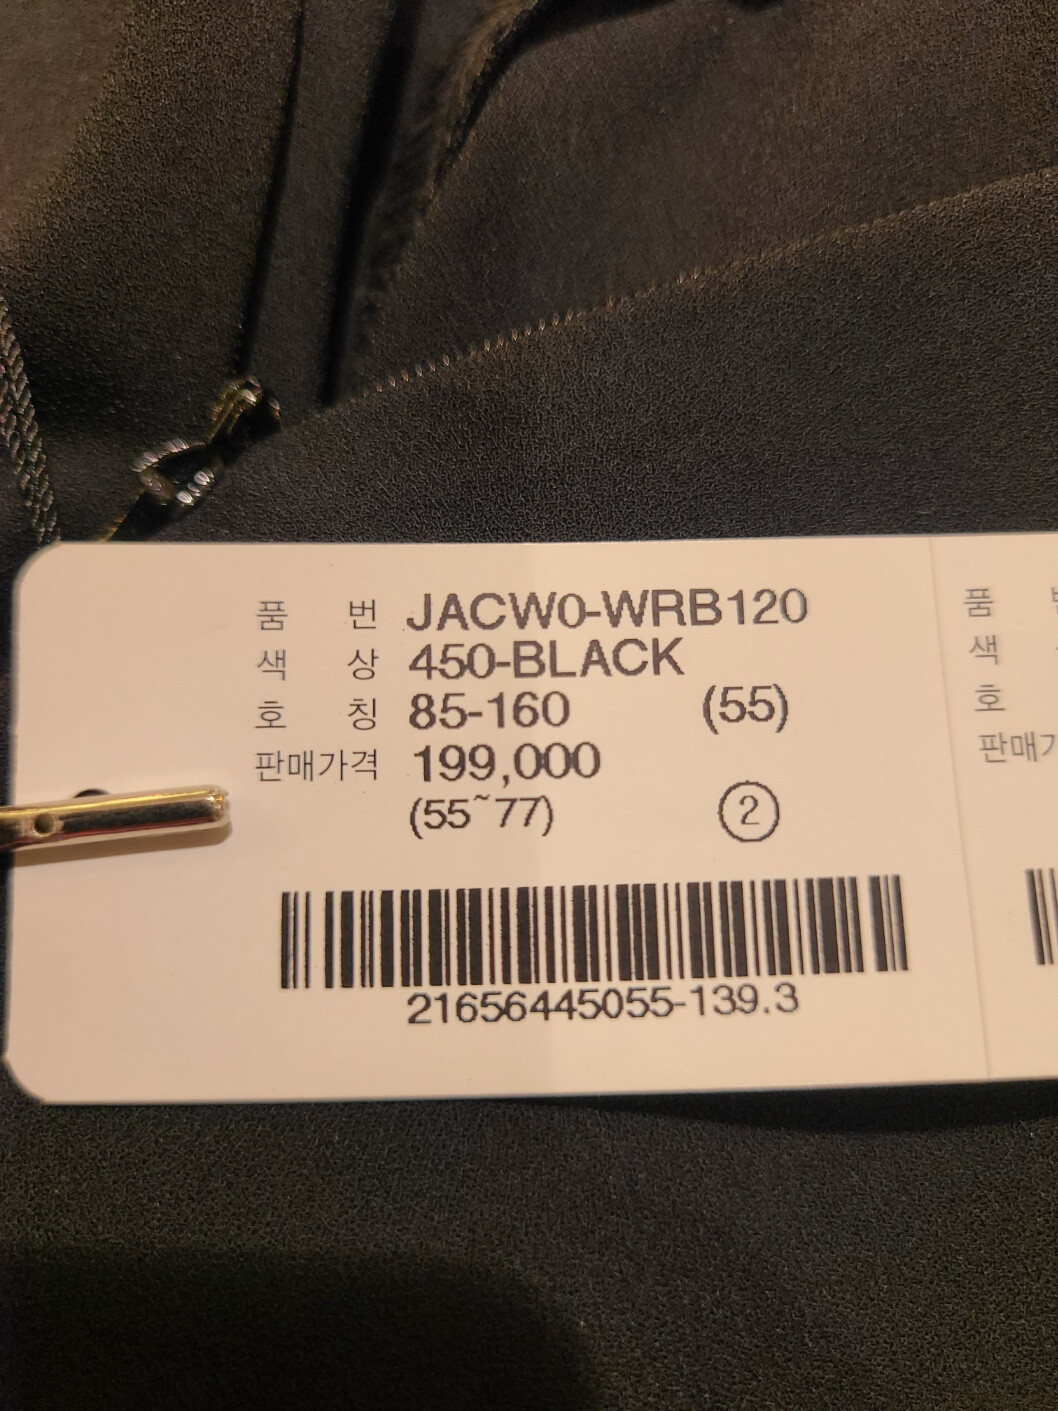 품 번 JACW0-WRB120
색 상 450-BLACK
호 칭 85-160 (55)
판매가격 199,000
(55~77) ②
21656445055-139.3
품
색
호
판매가